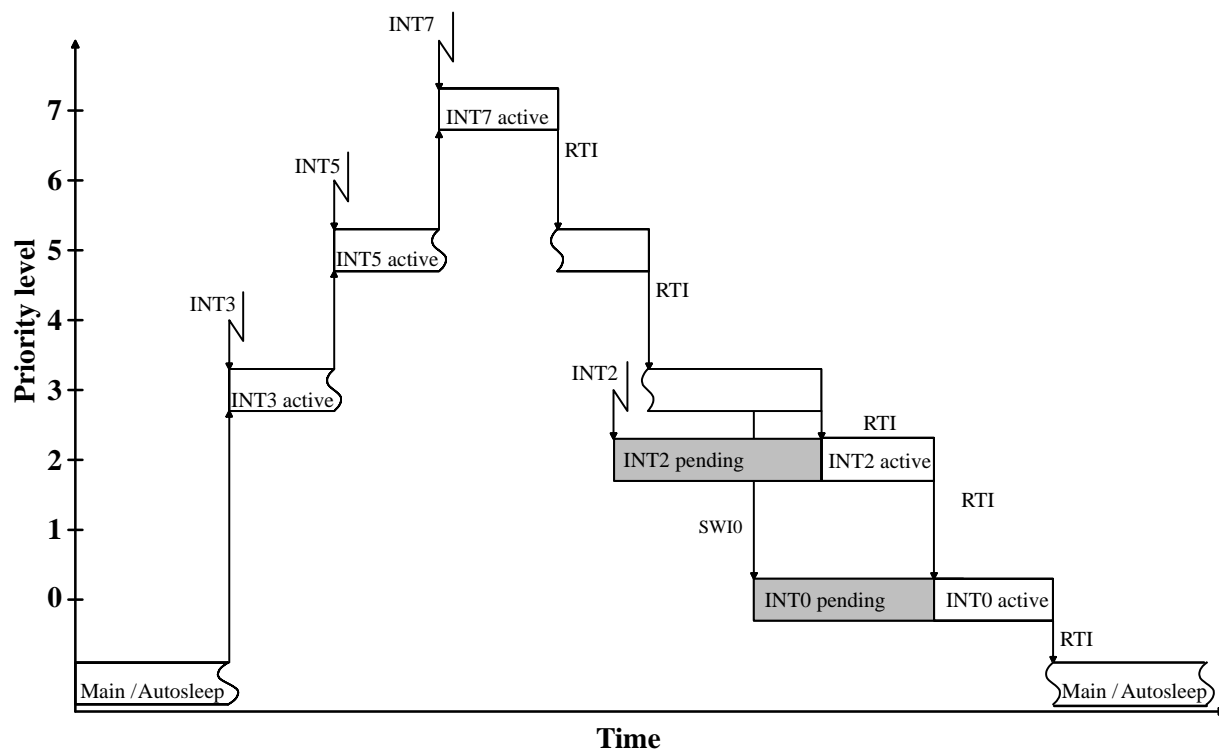 INT7
7
INT7 active
RTI
INT5
6
5
INT5 active
RTI
INT3
4
Priority level
INT2
3
INT3 active
RTI
2
INT2 pending
INT2 active
RTI
1
SWI0
0
INT0 pending
INT0 active
RTI
Main / Autosleep
Main / Autosleep
Time